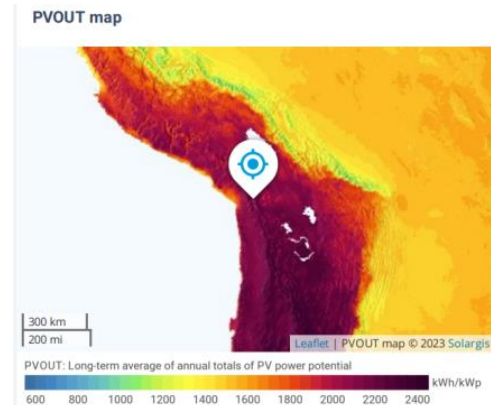 PVOUT map
300 km
200 mi
Leaflet | PVOUT map © 2023 Solargis
PVOUT: Long-term average of annual totals of PV power potential
kWh/kWp
600 800 1000 1200 1400 1600 1800 2000 2200 2400